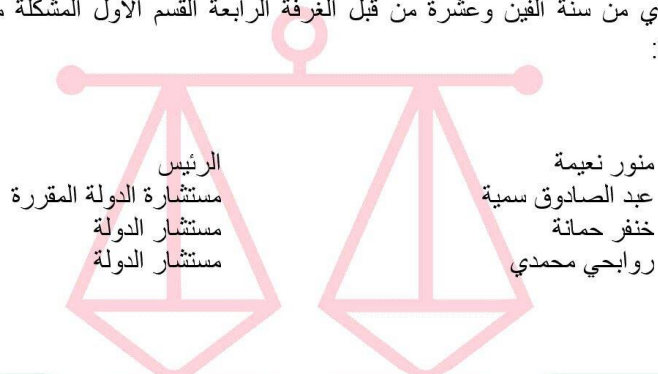 ي من سنة ألفين وعشرة من قبل الغرفة الرابعة القسم الأول المشكلة م
:
منور نعيمة الرئيس
عبد الصادوق سمية مستشارة الدولة المقررة
خنفر حمانة مستشار الدولة
روابحي محمدي مستشار الدولة